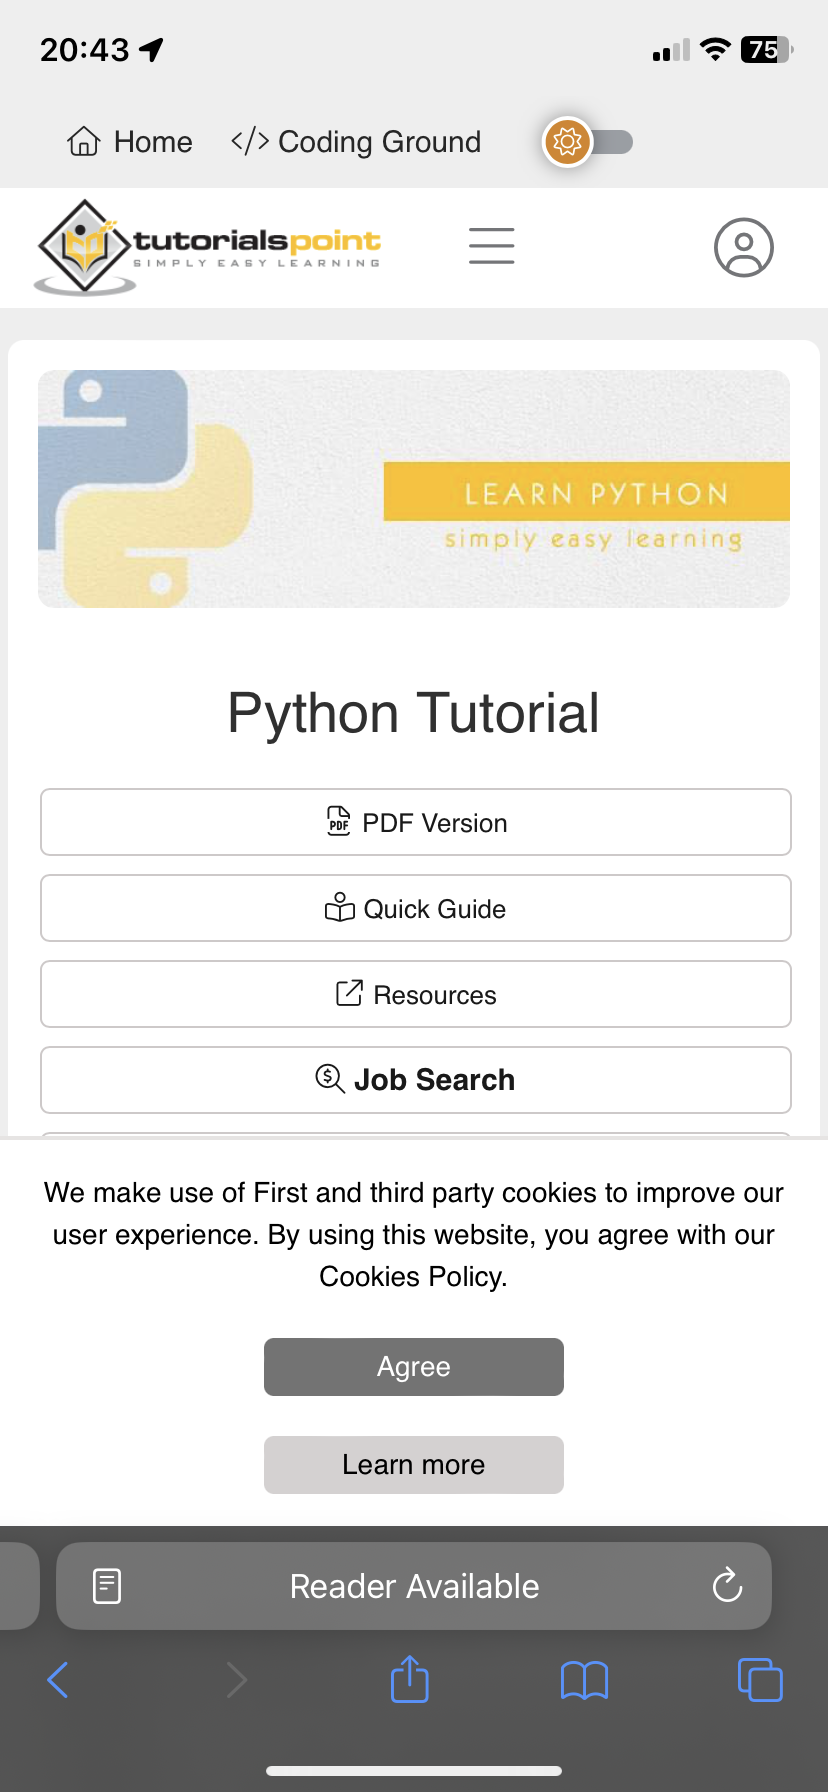 20:43
75
Home
</> Coding Ground
tutorialspoint
SIMPLY EASY LEARNING
LEARN PYTHON
simply easy learning
Python Tutorial
PDF PDF Version
Quick Guide
Resources
$ Job Search
We make use of First and third party cookies to improve our
user experience. By using this website, you agree with our
Cookies Policy.
Agree
Learn more
Reader Available